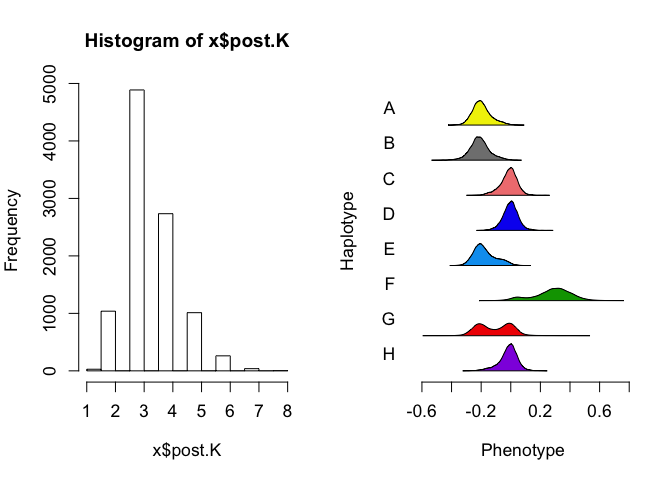 Histogram of x$post.K
Frequency
5000
4000
3000
2000
1000
0
1 2 3 4 5 6 7 8
x$post.K
Haplotype
A
B
C
D
E
F
G
H
-0.6 -0.2 0.2 0.6
Phenotype